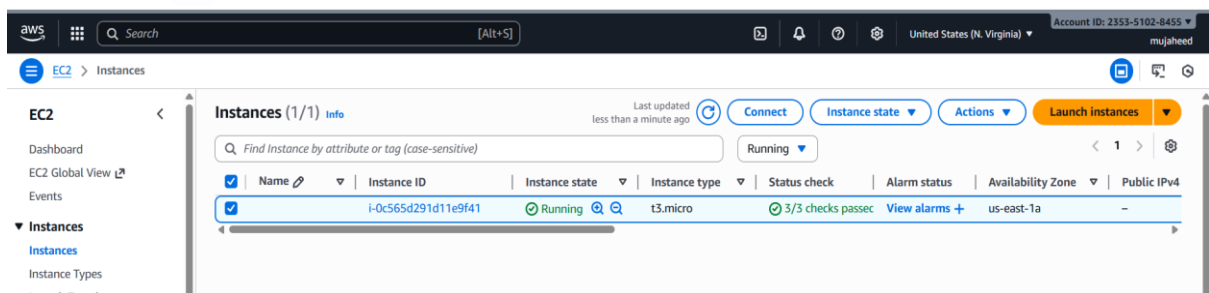 aws Search [Alt+S] United States (N. Virginia) Account ID: 2353-5102-8455
mujaheed
EC2 > Instances
EC2
Dashboard
EC2 Global View
Events
Instances
Instances
Instance Types
Instances (1/1) Info
Last updated
less than a minute ago
Connect Instance state Actions Launch instances
Find Instance by attribute or tag (case-sensitive) Running
< 1 >
Name Instance ID Instance state Instance type Status check Alarm status Availability Zone Public IPv4
i-0c565d291d11e9f41 Running t3.micro 3/3 checks passec View alarms + us-east-1a –